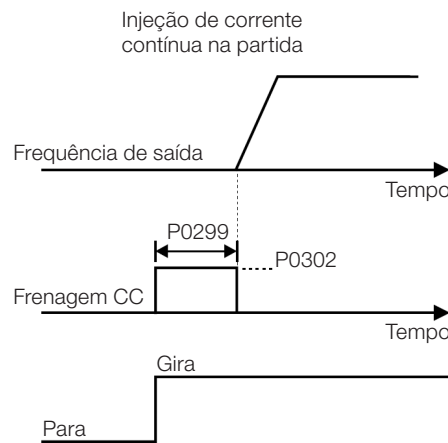 Injeção de corrente
contínua na partida
Frequência de saída
Tempo
P0299
P0302
Frenagem CC
Tempo
Gira
Para